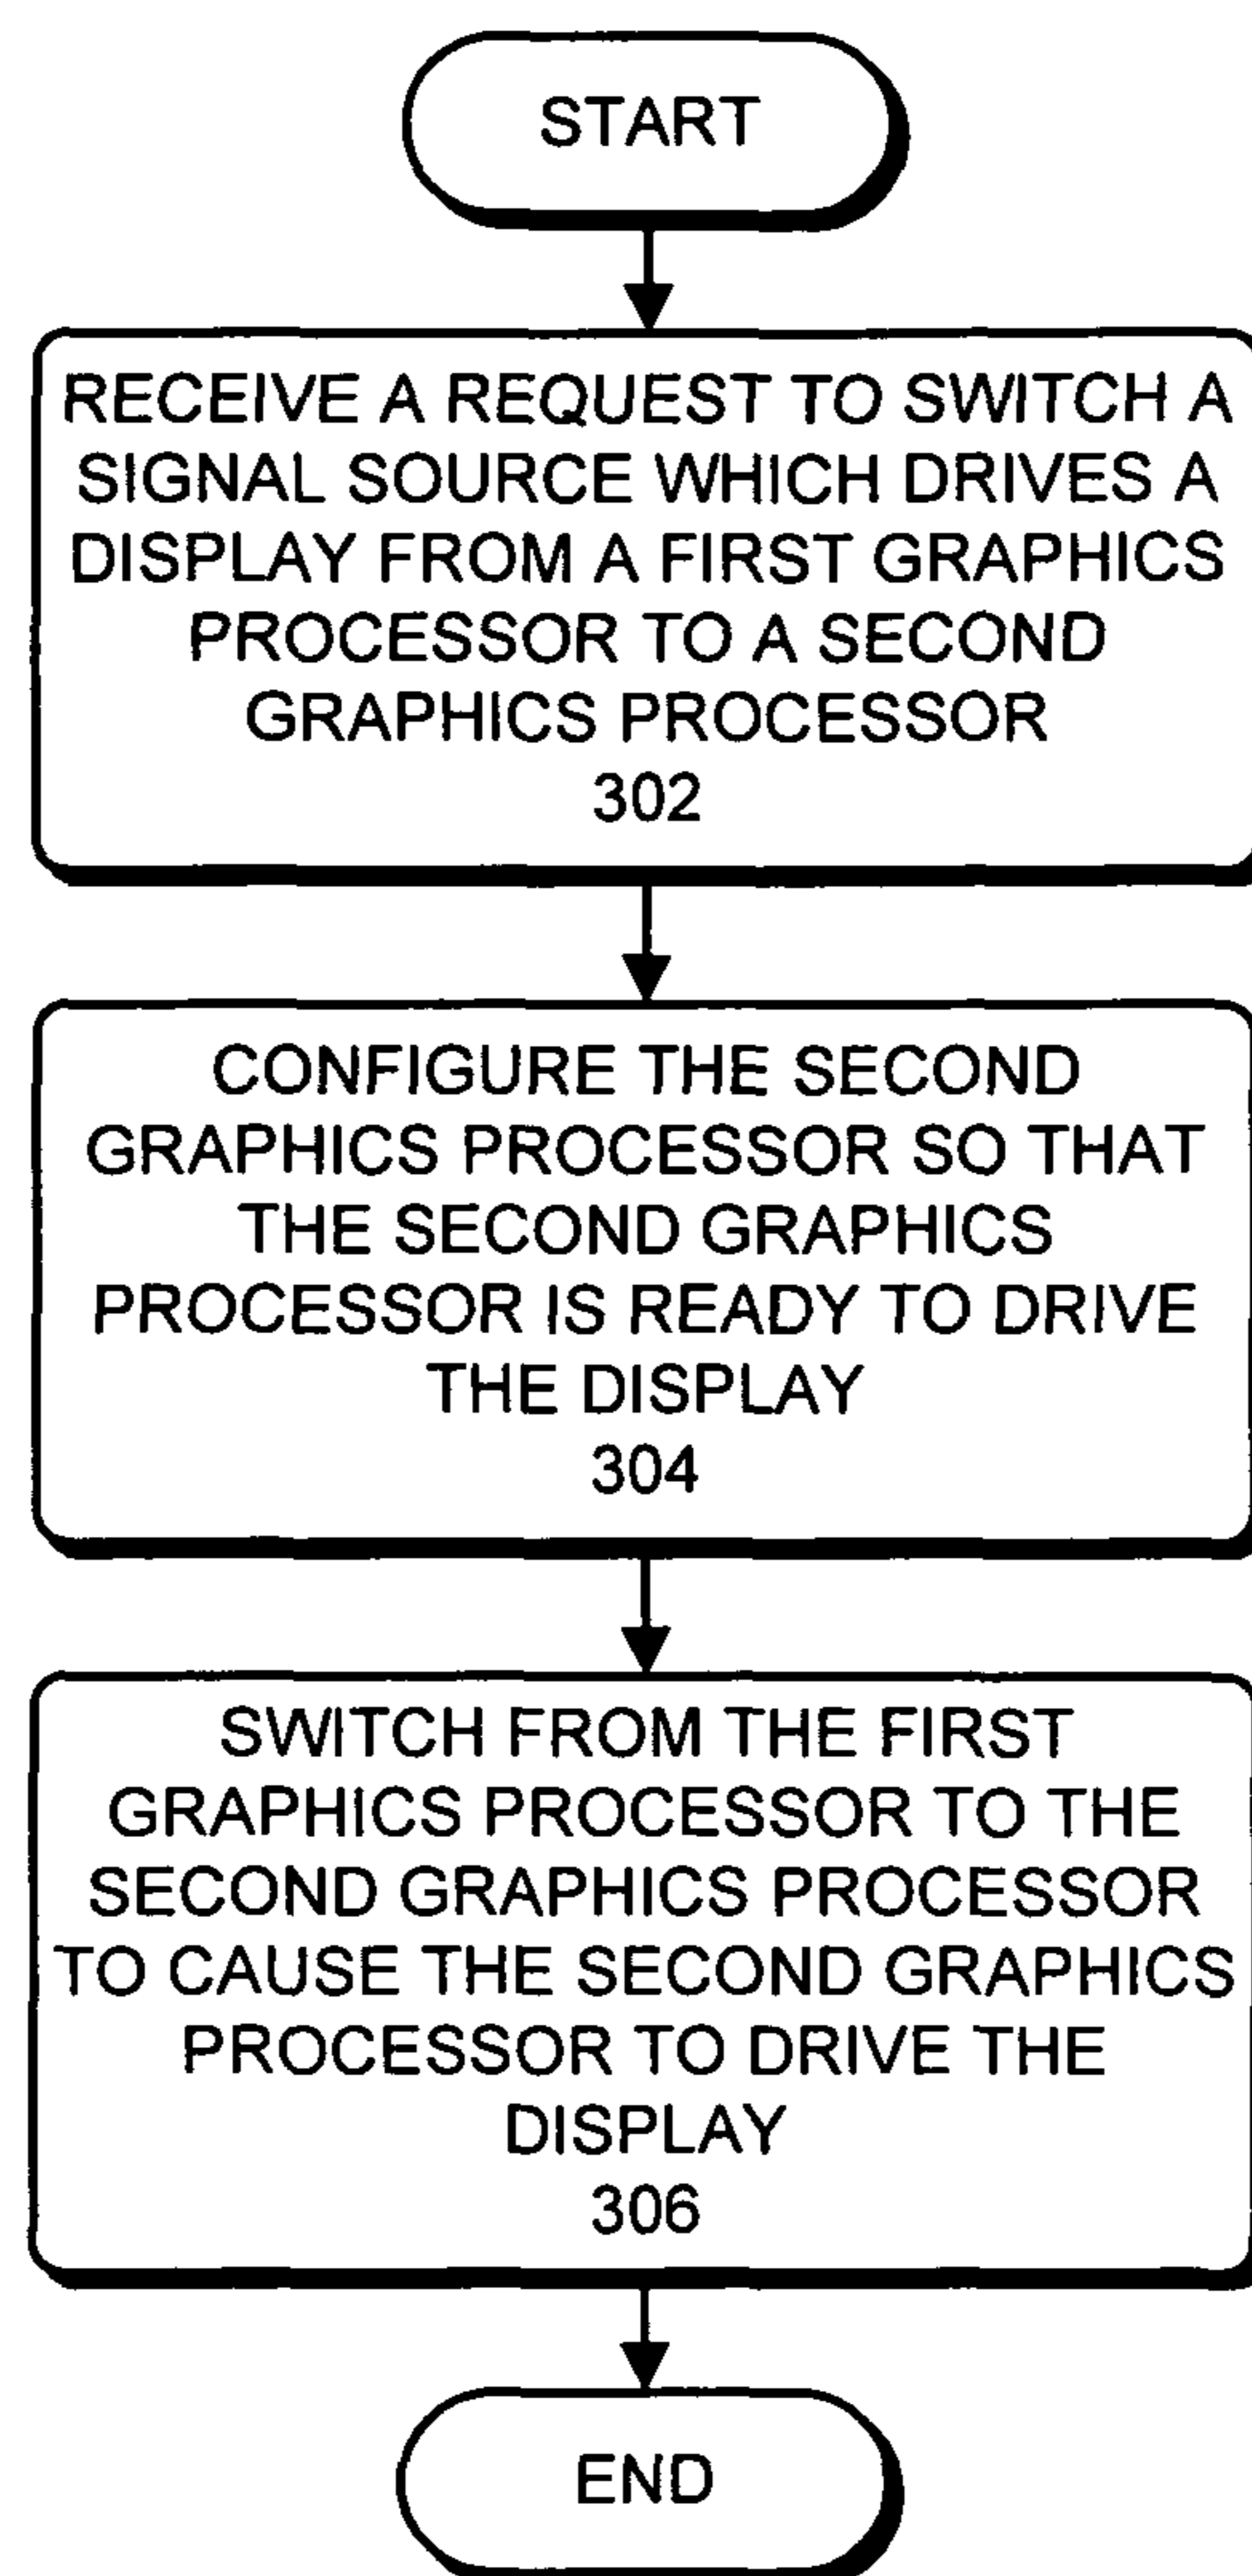 START
RECEIVE A REQUEST TO SWITCH A
SIGNAL SOURCE WHICH DRIVES A
DISPLAY FROM A FIRST GRAPHICS
PROCESSOR TO A SECOND
GRAPHICS PROCESSOR
302
CONFIGURE THE SECOND
GRAPHICS PROCESSOR SO THAT
THE SECOND GRAPHICS
PROCESSOR IS READY TO DRIVE
THE DISPLAY
304
SWITCH FROM THE FIRST
GRAPHICS PROCESSOR TO THE
SECOND GRAPHICS PROCESSOR
TO CAUSE THE SECOND GRAPHICS
PROCESSOR TO DRIVE THE
DISPLAY
306
END